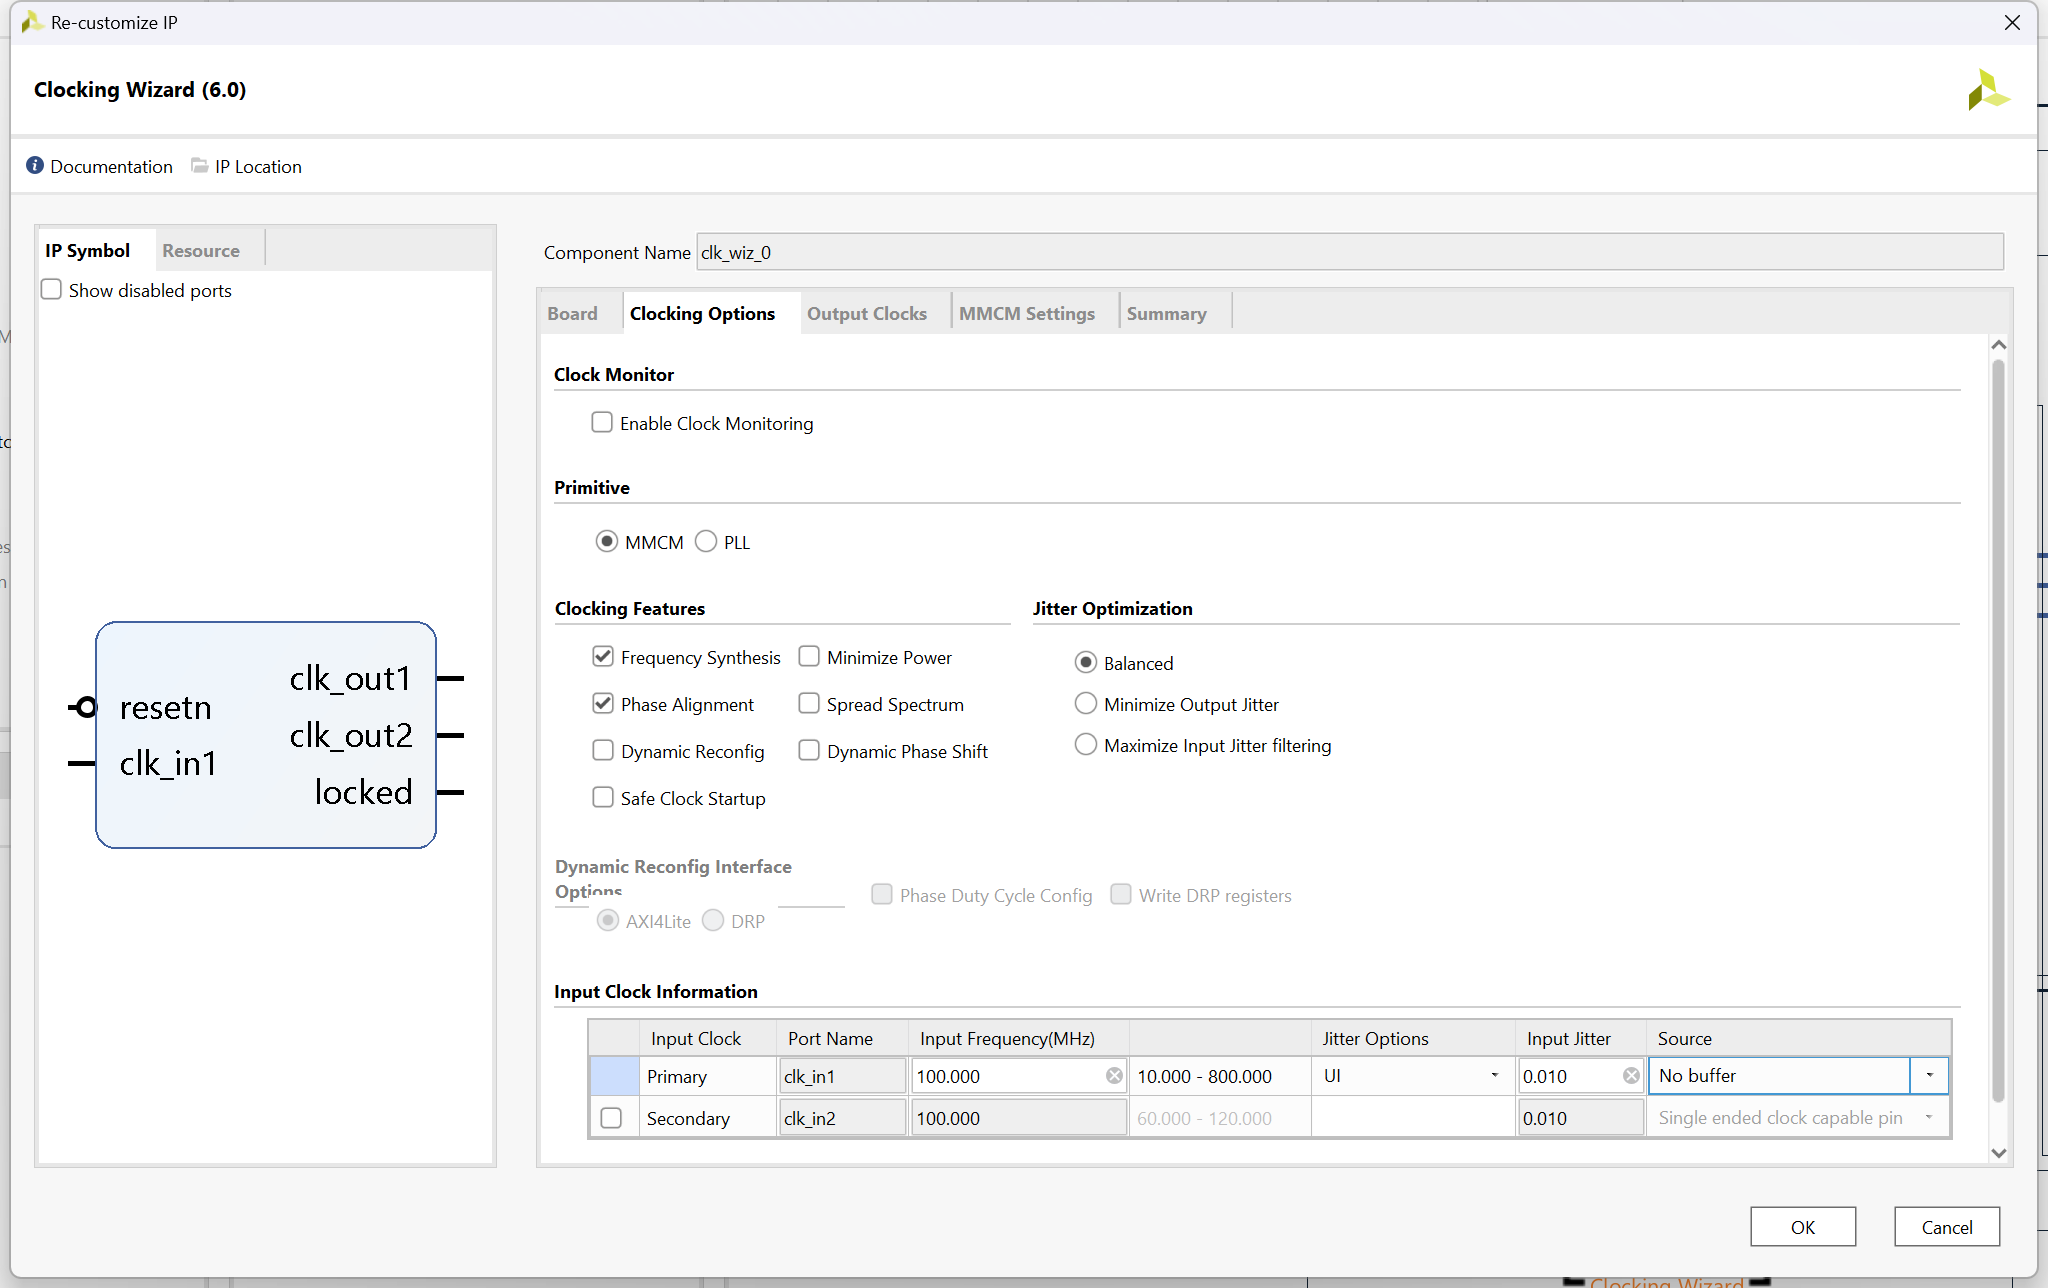 Re-customize IP
Clocking Wizard (6.0)
Documentation IP Location
IP Symbol Resource
Show disabled ports
resetn
clk_in1
clk_out1
clk_out2
locked
Component Name clk_wiz_0
Board Clocking Options Output Clocks MMCM Settings Summary
Clock Monitor
Enable Clock Monitoring
Primitive
MMCM PLL
Clocking Features
Frequency Synthesis Minimize Power
Phase Alignment Spread Spectrum
Dynamic Reconfig Dynamic Phase Shift
Safe Clock Startup
Jitter Optimization
Balanced
Minimize Output Jitter
Maximize Input Jitter filtering
Dynamic Reconfig Interface
Options
AXI4Lite DRP
Phase Duty Cycle Config Write DRP registers
Input Clock Information
Input Clock Port Name Input Frequency(MHz) Jitter Options Input Jitter Source
Primary clk_in1 100.000 10.000 - 800.000 UI 0.010 No buffer
Secondary clk_in2 100.000 60.000 - 120.000 0.010 Single ended clock capable pin
OK Cancel
Clocking Wizard